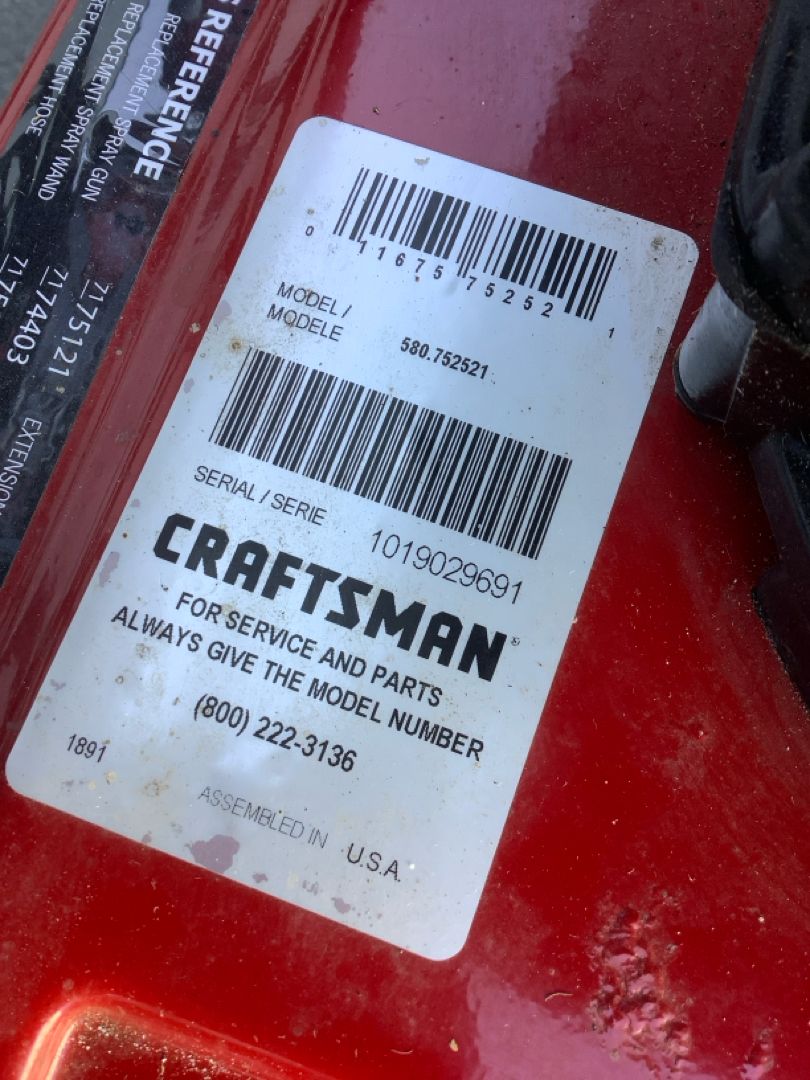 S REFERENCE
REPLACEMENT SPRAY GUN 7175121
REPLACEMENT SPRAY WAND 7174403
REPLACEMENT HOSE
EXTENSION
0 11675 75252 1
MODEL /
MODELE 580.752521
SERIAL / SERIE 1019029691
CRAFTSMAN®
FOR SERVICE AND PARTS
ALWAYS GIVE THE MODEL NUMBER
(800) 222-3136
1891
ASSEMBLED IN U.S.A.